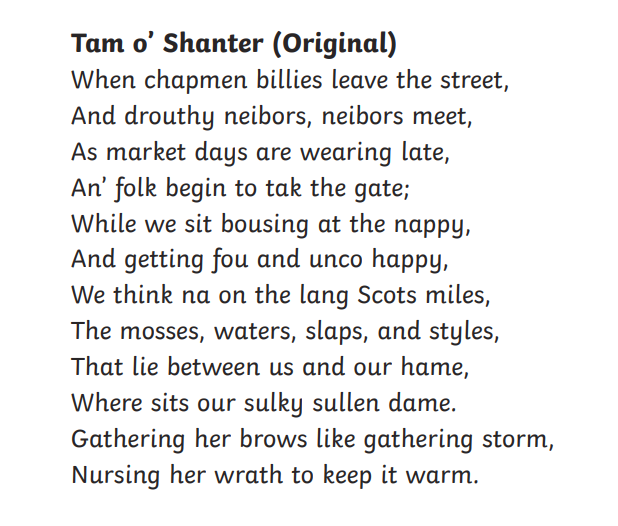 Tam o’ Shanter (Original)
When chapmen billies leave the street,
And drouthy neibors, neibors meet,
As market days are wearing late,
An’ folk begin to tak the gate;
While we sit bousing at the nappy,
And getting fou and unco happy,
We think na on the lang Scots miles,
The mosses, waters, slaps, and styles,
That lie between us and our hame,
Where sits our sulky sullen dame.
Gathering her brows like gathering storm,
Nursing her wrath to keep it warm.